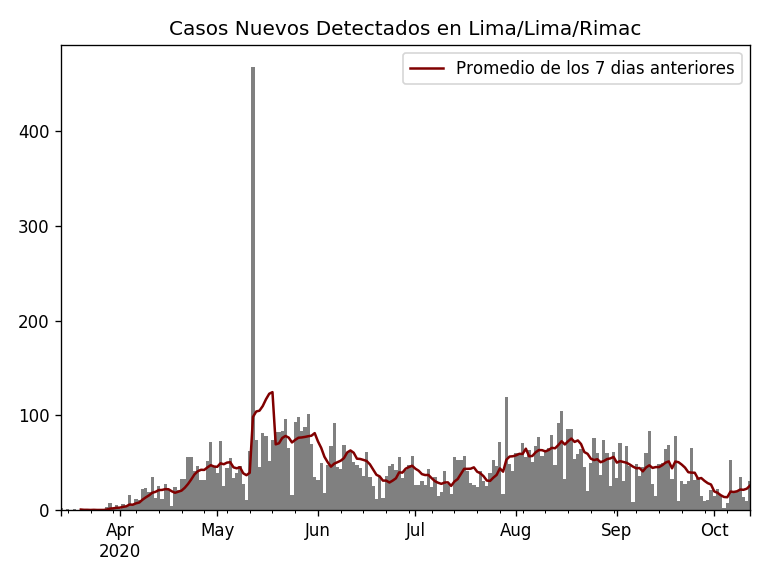 Casos Nuevos Detectados en Lima/Lima/Rimac
Promedio de los 7 dias anteriores
400
300
200
100
0
Apr May Jun Jul Aug Sep Oct
2020